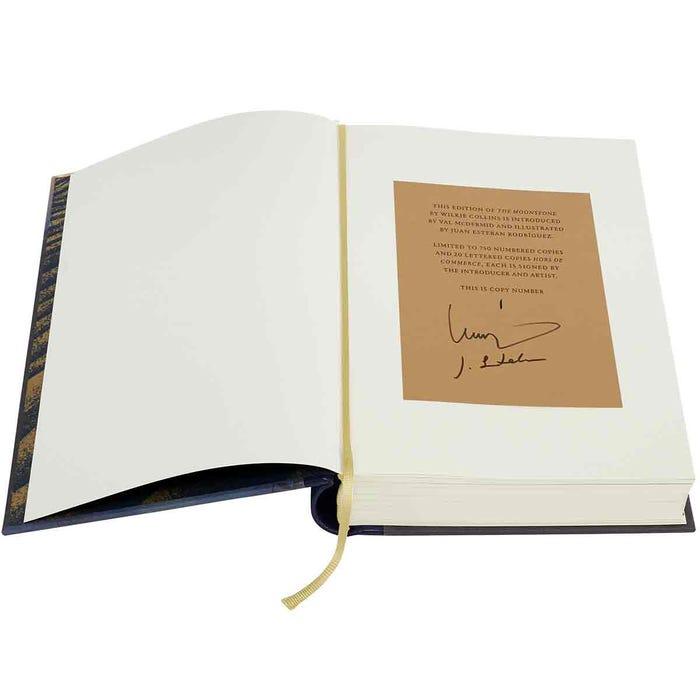 THIS EDITION OF THE MOONSTONE
BY WILKIE COLLINS IS INTRODUCED
BY VAL MCDERMID AND ILLUSTRATED
BY JUAN ESTEBAN RODRÍGUEZ.
LIMITED TO 750 NUMBERED COPIES
AND 20 LETTERED COPIES HORS DE
COMMERCE, EACH IS SIGNED BY
THE INTRODUCER AND ARTIST.
THIS IS COPY NUMBER